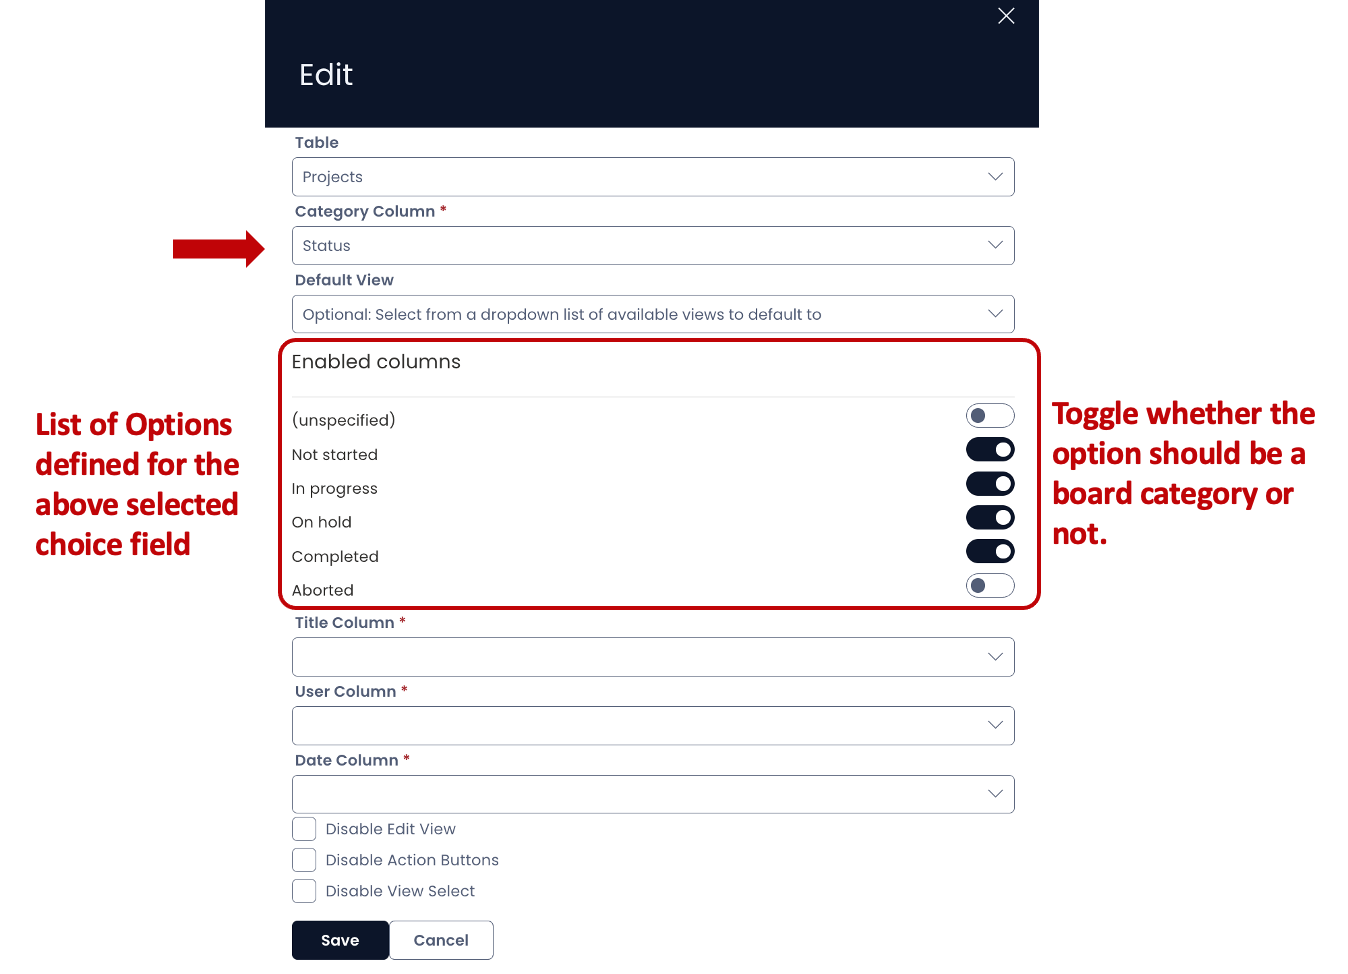 Edit
Table
Projects
Category Column *
Status
Default View
Optional: Select from a dropdown list of available views to default to
Enabled columns
(unspecified)
Not started
In progress
On hold
Completed
Aborted
List of Options
defined for the
above selected
choice field
Toggle whether the
option should be a
board category or
not.
Title Column *
User Column *
Date Column *
Disable Edit View
Disable Action Buttons
Disable View Select
Save
Cancel